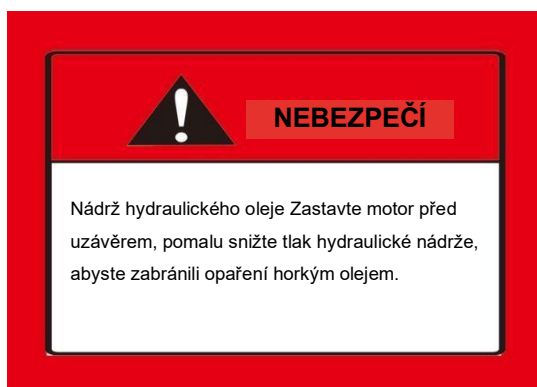 NEBEZPEČÍ
Nádrž hydraulického oleje Zastavte motor před
uzávěrem, pomalu snižte tlak hydraulické nádrže,
abyste zabránili opaření horkým olejem.